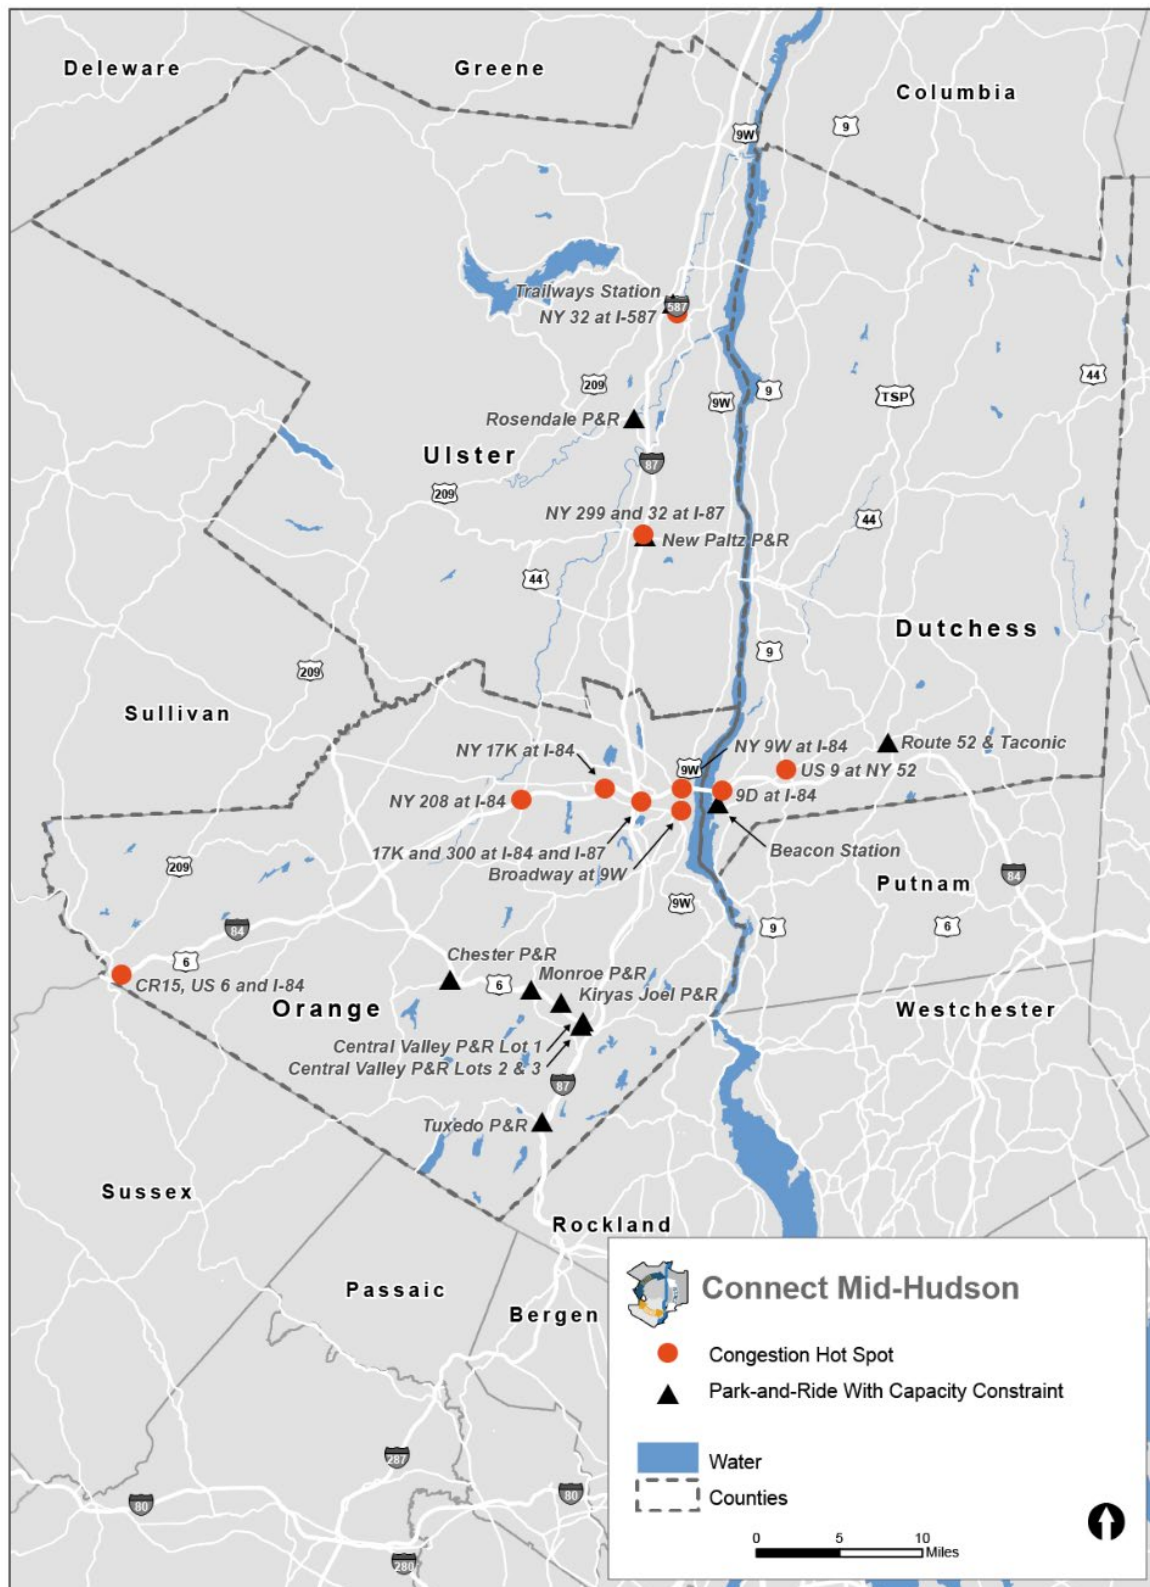 Deleware
Greene
Columbia
9
9W
Trailways Station
587
NY 32 at I-587
209
9W
9
TSP
44
Rosendale P&R
Ulster
87
209
NY 299 and 32 at I-87
44
New Paltz P&R
44
Dutchess
9
209
Sullivan
NY 17K at I-84
NY 9W at I-84
Route 52 & Taconic
9W
US 9 at NY 52
NY 208 at I-84
9D at I-84
17K and 300 at I-84 and I-87
Beacon Station
Broadway at 9W
209
Putnam
84
9W
84
9
6
6
Chester P&R
Monroe P&R
CR15, US 6 and I-84
6
Kiryas Joel P&R
Orange
Westchester
Central Valley P&R Lot 1
Central Valley P&R Lots 2 & 3
87
Tuxedo P&R
Sussex
Rockland
Passaic
Bergen
287
80
80
280
Connect Mid-Hudson
Congestion Hot Spot
Park-and-Ride With Capacity Constraint
Water
Counties
0 5 10
Miles